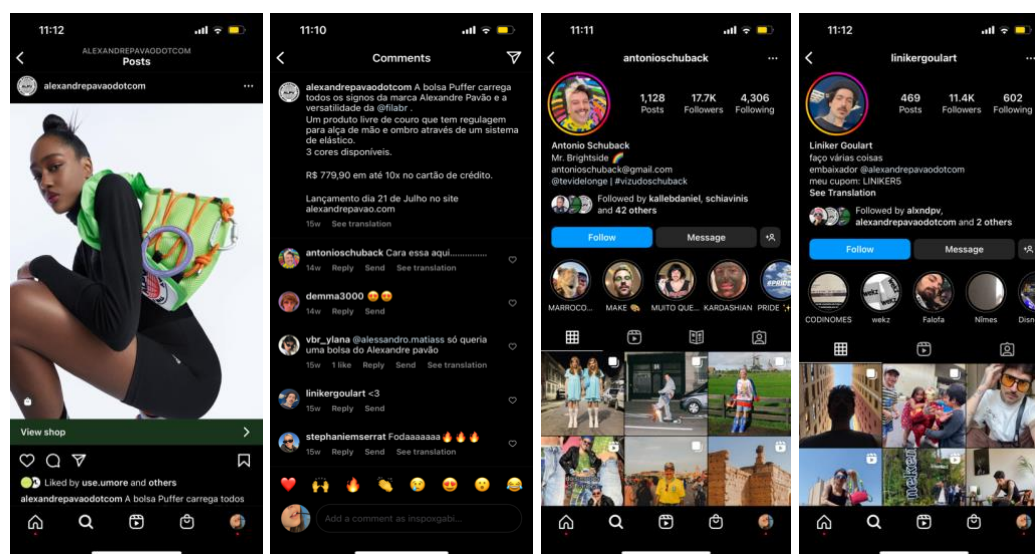 11:12
ALEXANDREPAVAODOTCOM
Posts
alexandrepavaodotcom
View shop
Liked by use.umore and others
alexandrepavaodotcom A bolsa Puffer carrega todos
11:10
Comments
alexandrepavaodotcom A bolsa Puffer carrega
todos os signos da marca Alexandre Pavão e a
versatilidade da @filabr .
Um produto livre de couro que tem regulagem
para alça de mão e ombro através de um sistema
de elástico.
3 cores disponíveis.
R$ 779,90 em até 10x no cartão de crédito.
Lançamento dia 21 de Julho no site
alexandrepavao.com
15w See translation
antonioschuback Cara essa aqui...............
14w Reply Send See translation
demma3000 😍😍
14w Reply Send
vbr_ylana @alessandro.matiass só queria
uma bolsa do Alexandre pavão
15w 1 like Reply Send See translation
linikergoulart <3
15w Reply Send
stephaniemserrat Fodaaaaaaa🔥🔥🔥
15w Reply Send See translation
Add a comment as inspoxgabi...
11:11
antonioschuback
1,128 17.7K 4,306
Posts Followers Following
Antonio Schuback
Mr. Brightside 🌈
antonioschuback@gmail.com
@tevidelonge | #vizudoschuback
Followed by kallebdaniel, schiavinis
and 42 others
Follow Message
MARROCO... MAKE MUITO QUE... KARDASHIAN PRIDE
11:12
linikergoulart
469 11.4K 602
Posts Followers Following
Liniker Goulart
faço várias coisas
embaixador @alexandrepavaodotcom
meu cupom: LINIKER5
See Translation
Followed by alxndpv,
alexandrepavaodotcom and 2 others
Follow Message
wekz
CODINOMES wekz Falofa Nîmes Disn